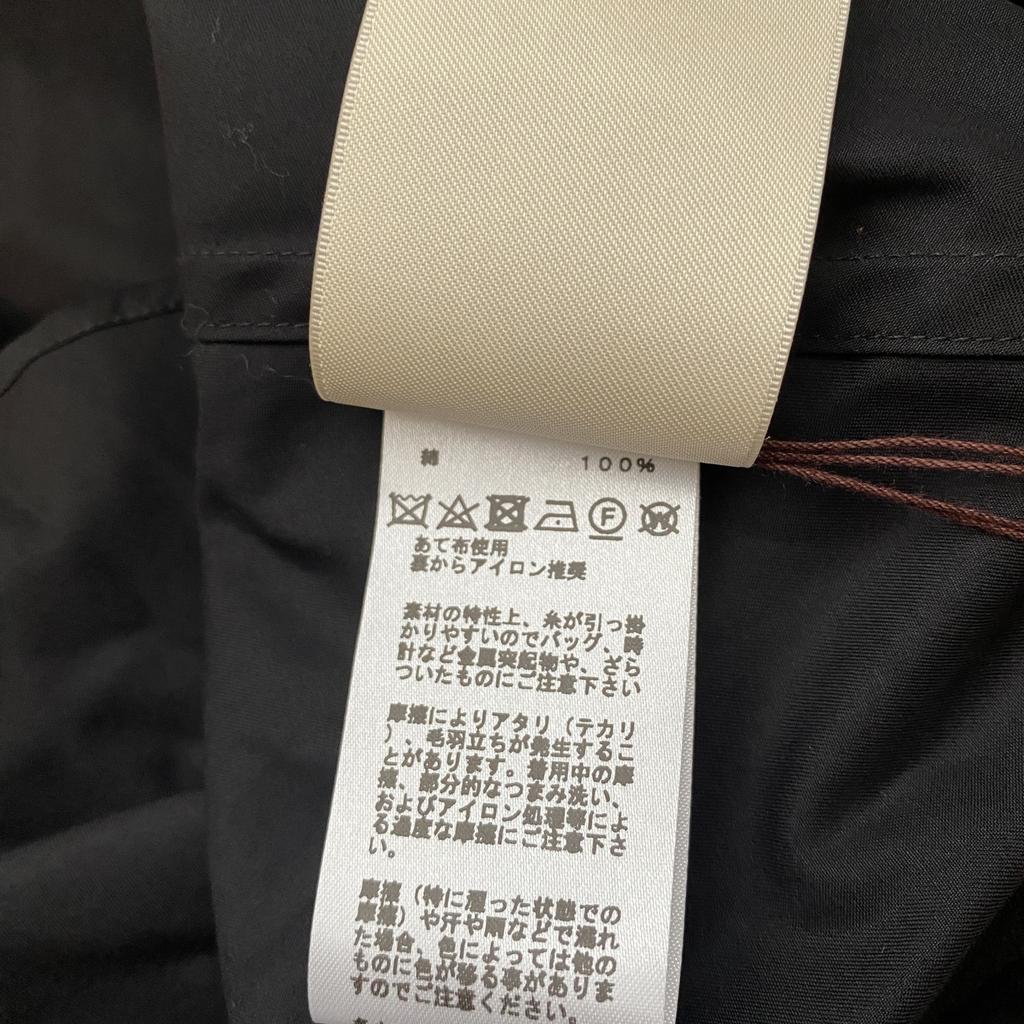 綿 100%
F W
あて布使用
裏からアイロン推奨
素材の特性上、糸が引っ掛
かりやすいのでバッグ、時
計など金属突起物や、ざら
ついたものにご注意下さい
摩擦によりアタリ(テカリ
)、毛羽立ちが発生するこ
とがあります。着用中の摩
擦、部分的なつまみ洗い、
およびアイロン処理等によ
る過度な摩擦にご注意下さ
い。
摩擦(特に湿った状態での
摩擦)や汗や雨などで濡れ
た場合、色によっては他の
ものに色が移る事がありま
すのでご注意ください。